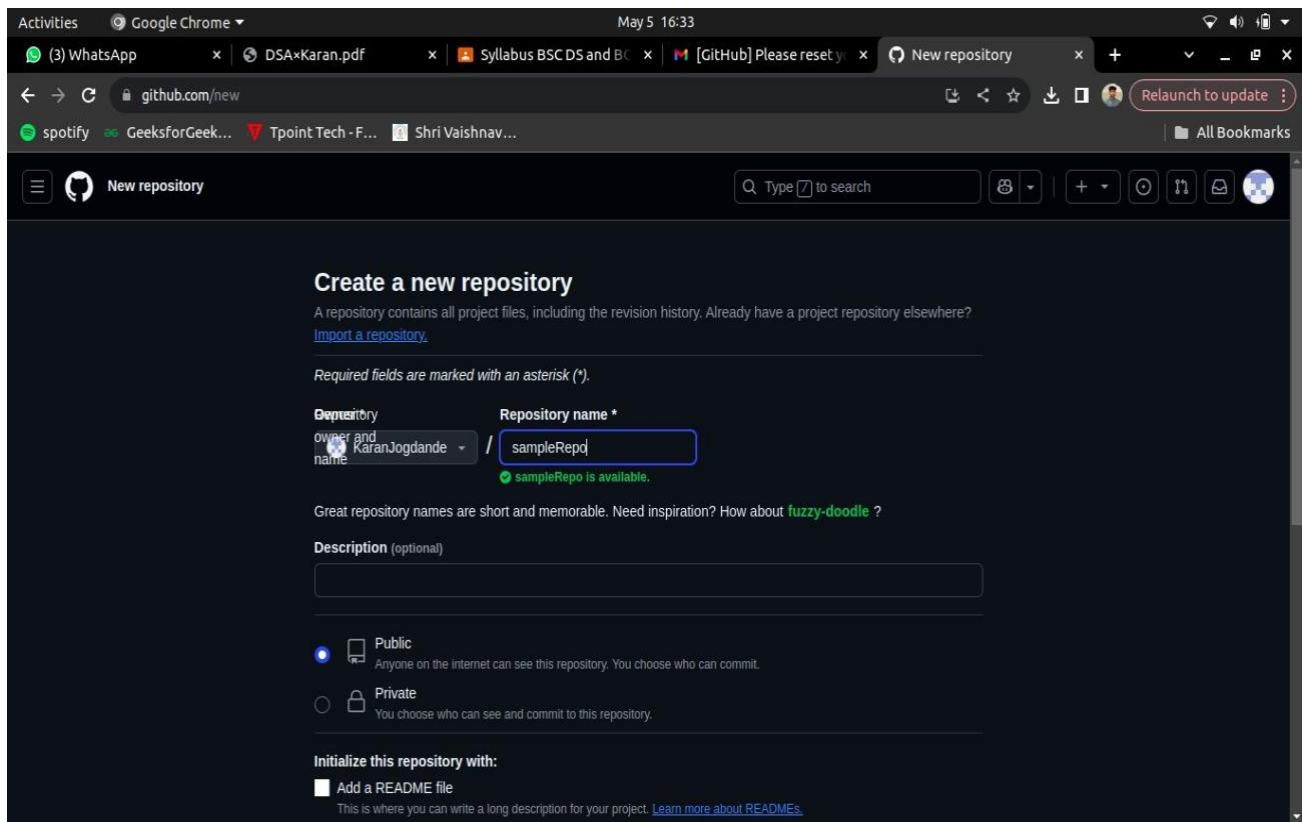 Activities Google Chrome May 5 16:33
(3) WhatsApp DSA×Karan.pdf Syllabus BSC DS and BC [GitHub] Please reset y New repository
github.com/new Relaunch to update
spotify GeeksforGeek... Tpoint Tech - F... Shri Vaishnav... All Bookmarks
New repository Type / to search
Create a new repository
A repository contains all project files, including the revision history. Already have a project repository elsewhere?
Import a repository.
Required fields are marked with an asterisk (*).
Owner * Repository name *
Repository
owner and
name
KaranJogdande / sampleRepo
sampleRepo is available.
Great repository names are short and memorable. Need inspiration? How about fuzzy-doodle ?
Description (optional)
Public
Anyone on the internet can see this repository. You choose who can commit.
Private
You choose who can see and commit to this repository.
Initialize this repository with:
Add a README file
This is where you can write a long description for your project. Learn more about READMEs.